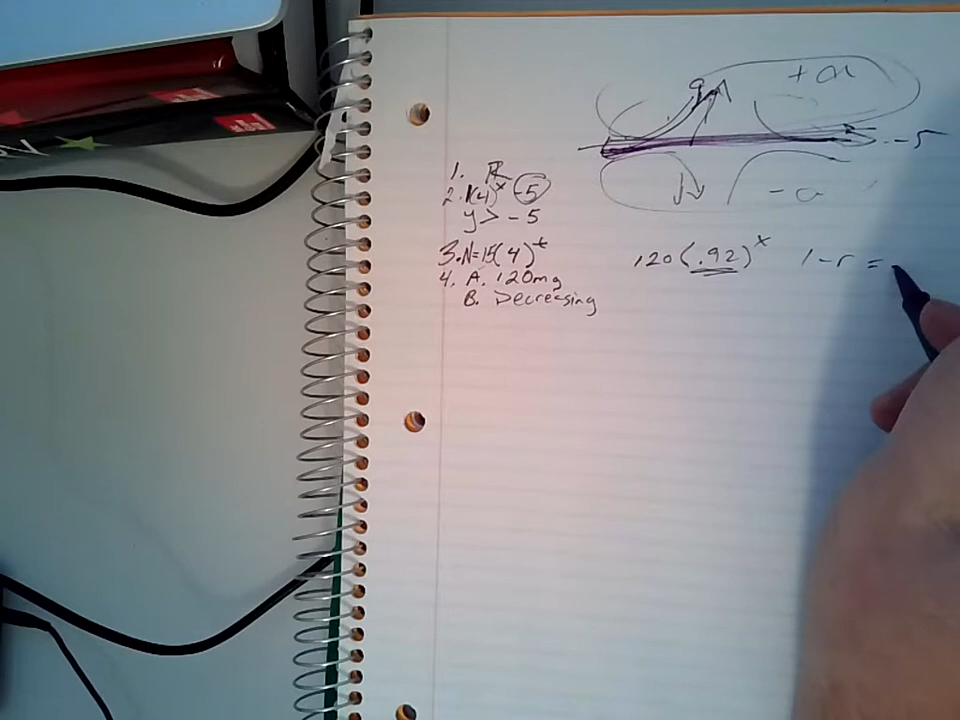 +a
-5
-a
1. ℝ
2. 1(4)^x -5
y > -5
3. N=15(4)^t
4. A. 120mg
B. Decreasing
120(.92)^x 1-r =